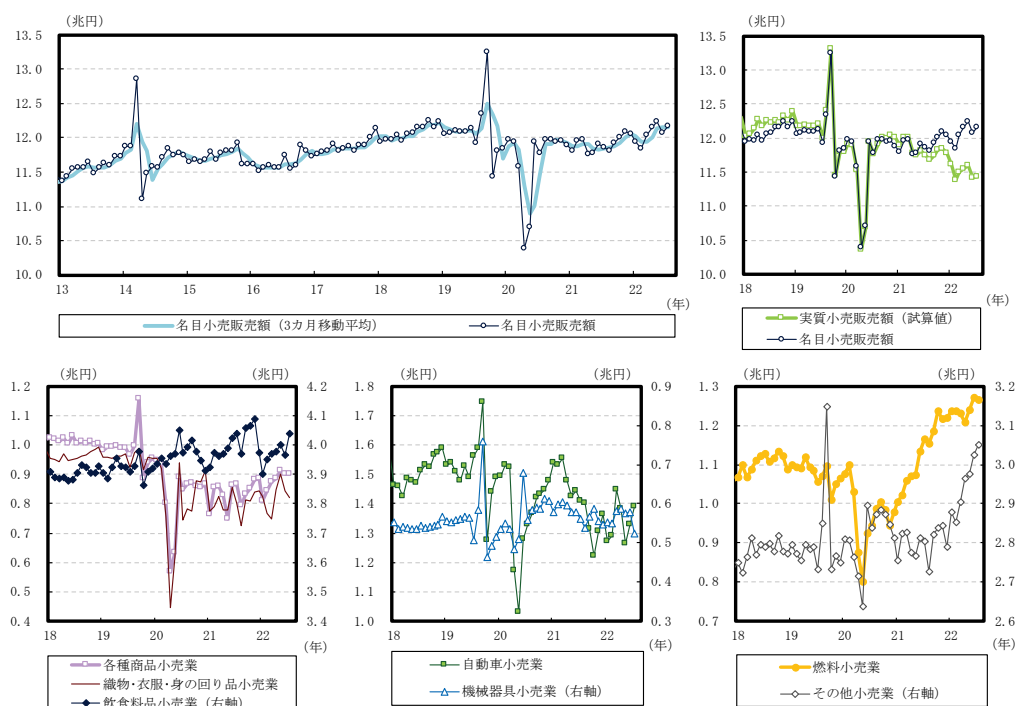 (兆円)
13.5
13.0
12.5
12.0
11.5
11.0
10.5
10.0
13 14 15 16 17 18 19 20 21 22
(年)
名目小売販売額（3カ月移動平均） 名目小売販売額
(兆円)
13.5
13.0
12.5
12.0
11.5
11.0
10.5
10.0
18 19 20 21 22
(年)
実質小売販売額（試算値）
名目小売販売額
(兆円) (兆円)
1.2 4.2
1.1 4.1
1.0 4.0
0.9 3.9
0.8 3.8
0.7 3.7
0.6 3.6
0.5 3.5
0.4 3.4
18 19 20 21 22
(年)
各種商品小売業
織物・衣服・身の回り品小売業
飲食料品小売業（右軸）
(兆円) (兆円)
1.8 0.9
1.7 0.8
1.6 0.7
1.5 0.6
1.4 0.5
1.3 0.4
1.2 0.3
1.1
1.0
18 19 20 21 22
(年)
自動車小売業
機械器具小売業（右軸）
(兆円) (兆円)
1.3 3.2
1.2 3.1
1.1 3.0
1.0 2.9
0.9 2.8
0.8 2.7
0.7 2.6
18 19 20 21 22
(年)
燃料小売業
その他小売業（右軸）